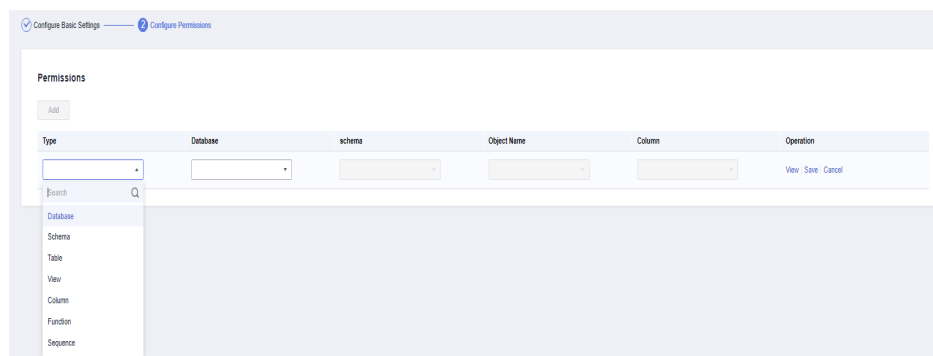 Configure Basic Settings 2 Configure Permissions
Permissions
Add
Type Database schema Object Name Column Operation
View | Save | Cancel
Search
Database
Schema
Table
View
Column
Function
Sequence